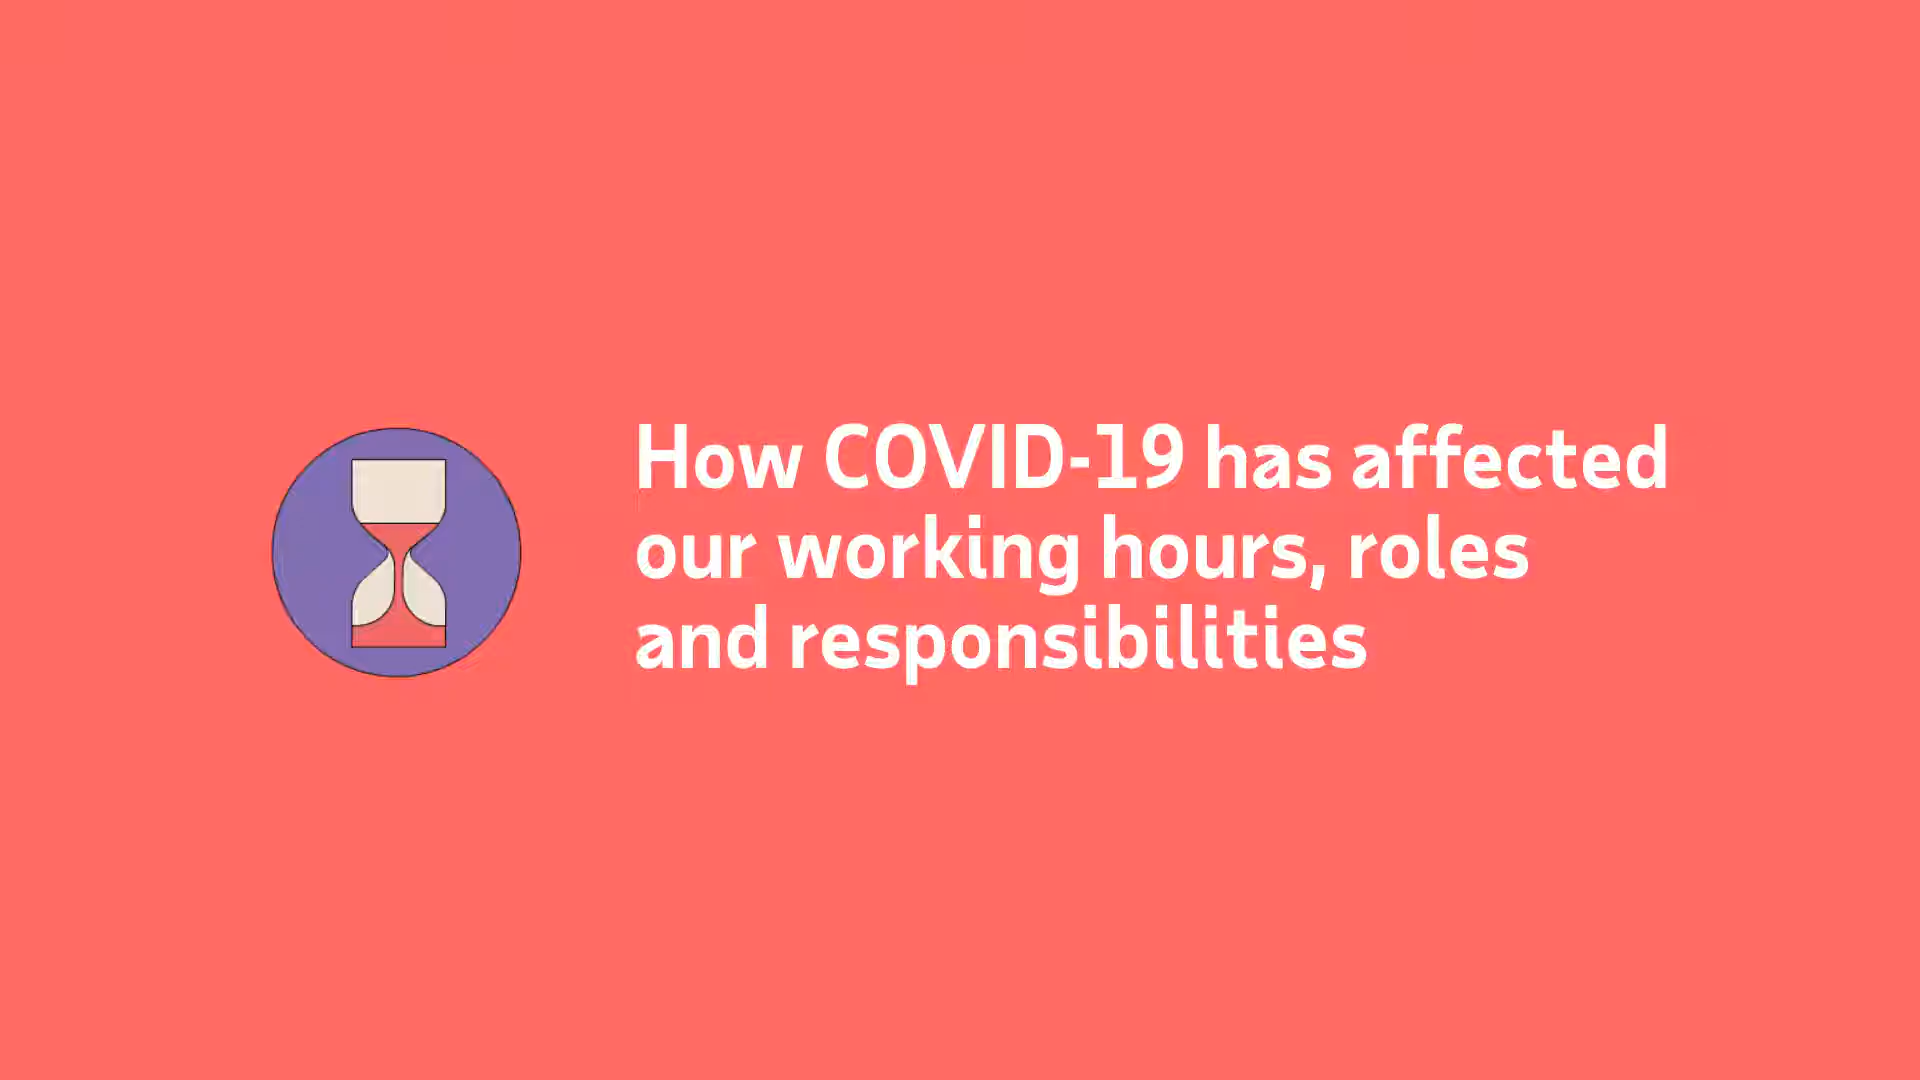 How COVID-19 has affected
our working hours, roles
and responsibilities